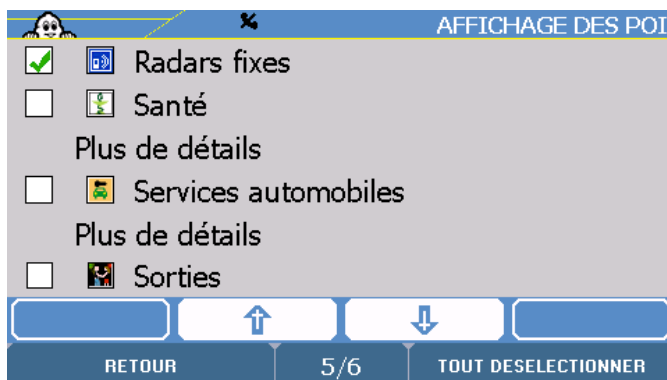 AFFICHAGE DES POI
Radars fixes
Santé
Plus de détails
Services automobiles
Plus de détails
Sorties
RETOUR 5/6 TOUT DESELECTIONNER